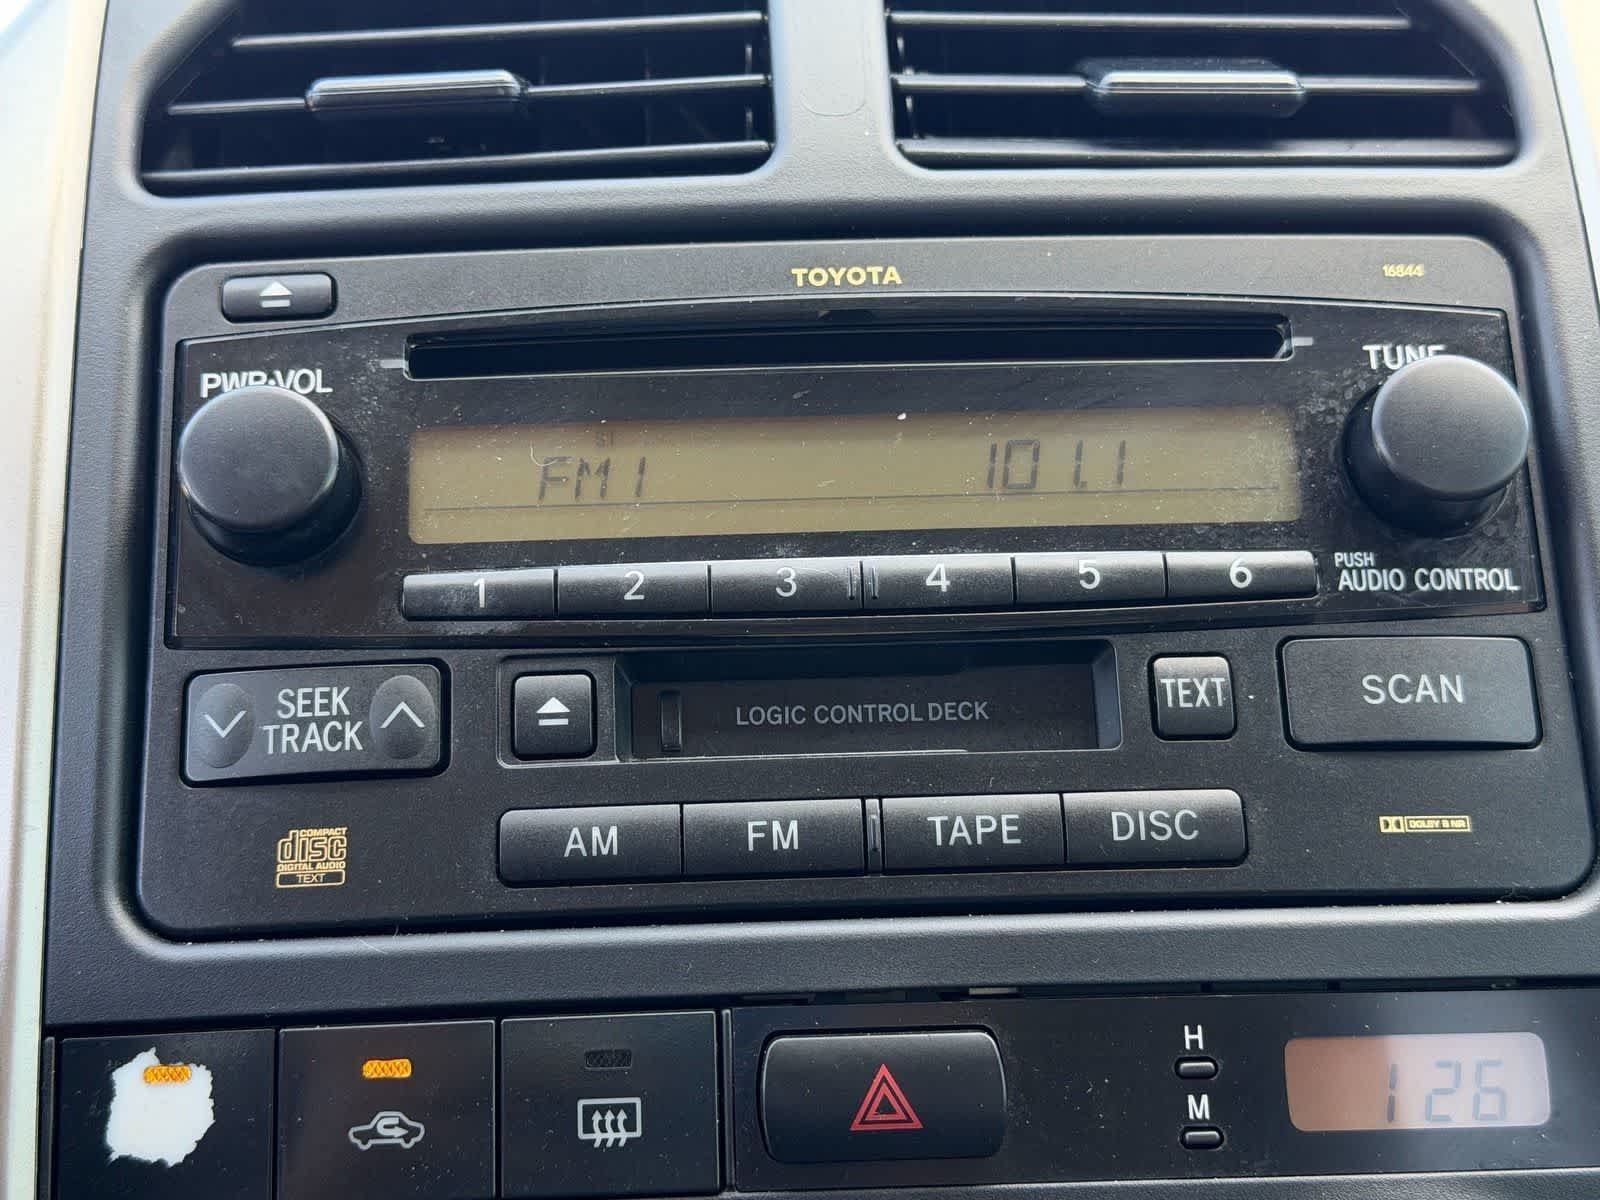 TOYOTA
16844
PWR·VOL
TUNE
ST
FM1 101.1
1 2 3 4 5 6
PUSH
AUDIO CONTROL
SEEK
TRACK
LOGIC CONTROL DECK
TEXT
SCAN
AM FM TAPE DISC
COMPACT
disc
DIGITAL AUDIO
TEXT
DOLBY B NR
H
M
1 26